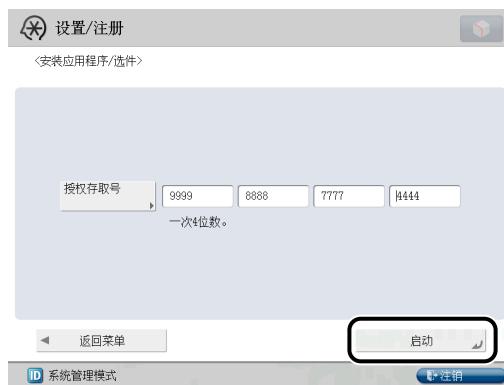 设置/注册
<安装应用程序/选件>
授权存取号 9999 8888 7777 4444
一次4位数。
返回菜单 启动
ID 系统管理模式 注销